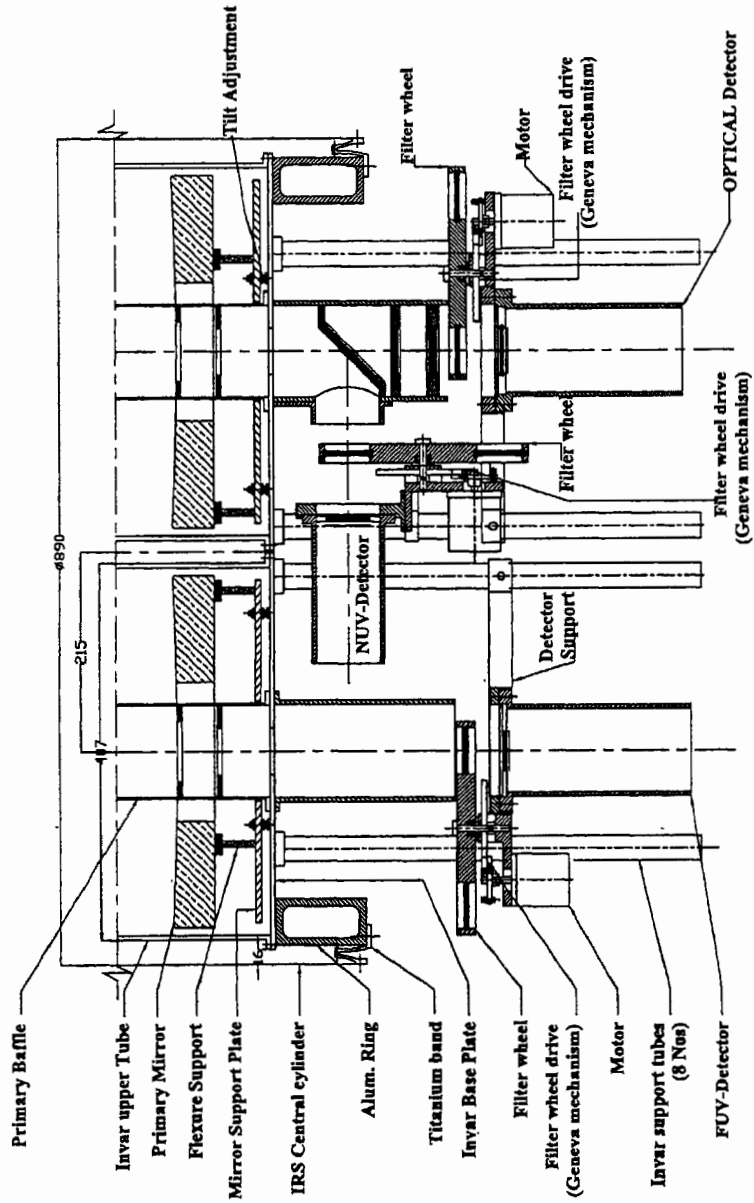 Primary Baffle
Invar upper Tube
Primary Mirror
Flexure Support
Mirror Support Plate
IRS Central cylinder
Alum. Ring
Titanium band
Invar Base Plate
Filter wheel
Filter wheel drive
(Geneva mechanism)
Motor
Invar support tubes
(8 Nos)
FUV-Detector
ø890
215
407
16
NUV-Detector
Detector
Support
Tilt Adjustment
Filter wheel
Motor
Filter wheel drive
(Geneva mechanism)
OPTICAL Detector
Filter wheel
Filter wheel drive
(Geneva mechanism)